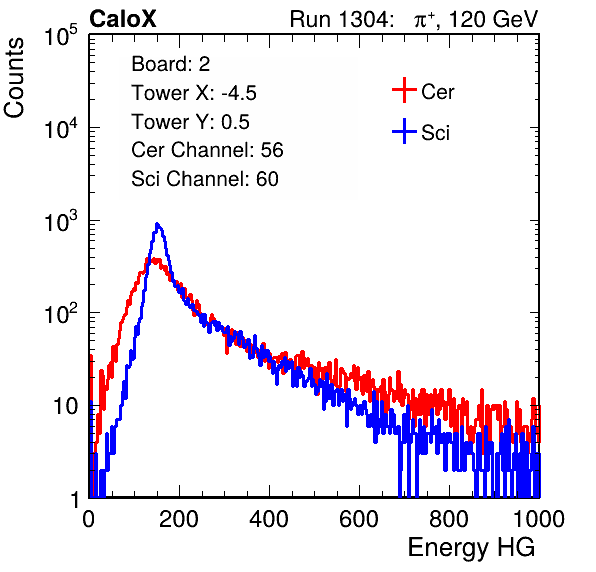 CaloX Run 1304: π⁺, 120 GeV
Board: 2
Tower X: -4.5
Tower Y: 0.5
Cer Channel: 56
Sci Channel: 60
Cer
Sci
Counts
10⁵
10⁴
10³
10²
10
1
0 200 400 600 800 1000
Energy HG